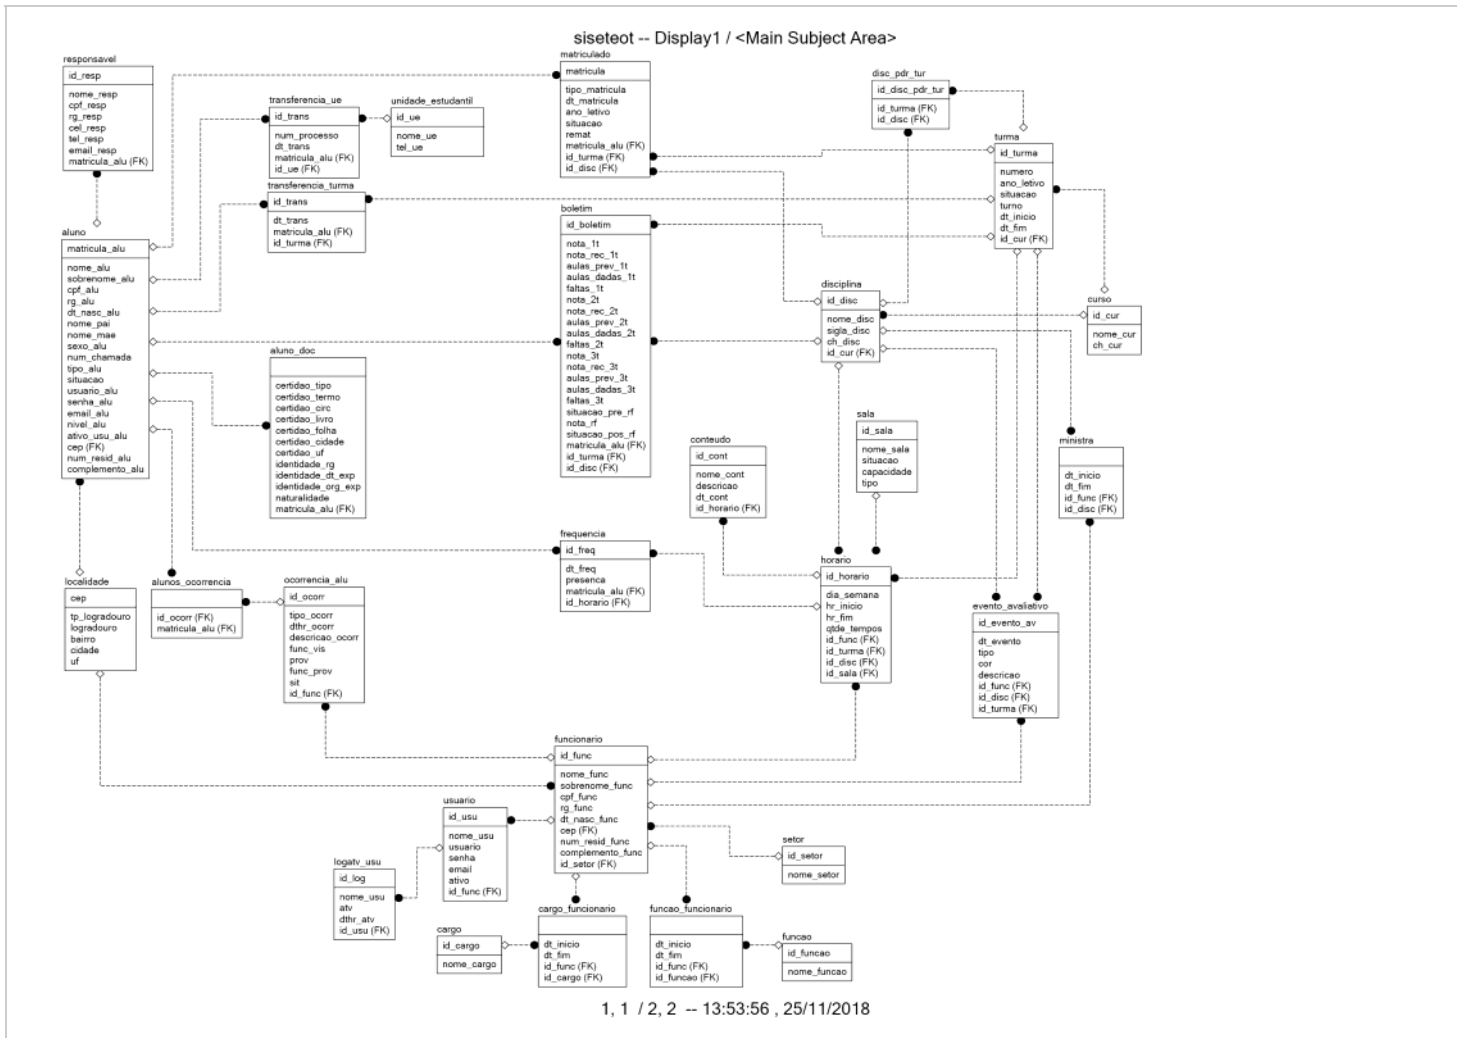 siseteot -- Display1 / <Main Subject Area>
responsavel
id_resp
nome_resp
cpf_resp
rg_resp
cel_resp
tel_resp
email_resp
matricula_alu (FK)
transferencia_ue
id_trans
num_processo
dt_trans
matricula_alu (FK)
id_ue (FK)
unidade_estudantil
id_ue
nome_ue
tel_ue
matriculado
matricula
tipo_matricula
dt_matricula
ano_letivo
situacao
remat
matricula_alu (FK)
id_turma (FK)
id_disc (FK)
disc_pdr_tur
id_disc_pdr_tur
id_turma (FK)
id_disc (FK)
turma
id_turma
numero
ano_letivo
situacao
turno
dt_inicio
dt_fim
id_cur (FK)
transferencia_turma
id_trans
dt_trans
matricula_alu (FK)
id_turma (FK)
aluno
matricula_alu
nome_alu
sobrenome_alu
cpf_alu
rg_alu
dt_nasc_alu
nome_pai
nome_mae
sexo_alu
num_chamada
tipo_alu
situacao
usuario_alu
senha_alu
email_alu
nivel_alu
ativo_usu_alu
cep (FK)
num_resid_alu
complemento_alu
boletim
id_boletim
nota_1t
nota_rec_1t
aulas_prev_1t
aulas_dadas_1t
faltas_1t
nota_2t
nota_rec_2t
aulas_prev_2t
aulas_dadas_2t
faltas_2t
nota_3t
nota_rec_3t
aulas_prev_3t
aulas_dadas_3t
faltas_3t
situacao_pre_rf
nota_rf
situacao_pos_rf
matricula_alu (FK)
id_turma (FK)
id_disc (FK)
disciplina
id_disc
nome_disc
sigla_disc
ch_disc
id_cur (FK)
curso
id_cur
nome_cur
ch_cur
aluno_doc
certidao_tipo
certidao_termo
certidao_circ
certidao_livro
certidao_folha
certidao_cidade
certidao_uf
identidade_rg
identidade_dt_exp
identidade_org_exp
naturalidade
matricula_alu (FK)
conteudo
id_cont
nome_cont
descricao
dt_cont
id_horario (FK)
sala
id_sala
nome_sala
situacao
capacidade
tipo
ministra
dt_inicio
dt_fim
id_func (FK)
id_disc (FK)
frequencia
id_freq
dt_freq
presenca
matricula_alu (FK)
id_horario (FK)
horario
id_horario
dia_semana
hr_inicio
hr_fim
qtde_tempos
id_func (FK)
id_turma (FK)
id_disc (FK)
id_sala (FK)
evento_avaliativo
id_evento_av
dt_evento
tipo
cor
descricao
id_func (FK)
id_disc (FK)
id_turma (FK)
localidade
cep
tp_logradouro
logradouro
bairro
cidade
uf
alunos_ocorrencia
id_ocorr (FK)
matricula_alu (FK)
ocorrencia_alu
id_ocorr
tipo_ocorr
dthr_ocorr
descricao_ocorr
func_vis
prov
func_prov
sit
id_func (FK)
funcionario
id_func
nome_func
sobrenome_func
cpf_func
rg_func
dt_nasc_func
cep (FK)
num_resid_func
complemento_func
id_setor (FK)
usuario
id_usu
nome_usu
usuario
senha
email
ativo
id_func (FK)
setor
id_setor
nome_setor
logatv_usu
id_log
nome_usu
atv
dthr_atv
id_usu (FK)
cargo
id_cargo
nome_cargo
cargo_funcionario
dt_inicio
dt_fim
id_func (FK)
id_cargo (FK)
funcao_funcionario
dt_inicio
dt_fim
id_func (FK)
id_funcao (FK)
funcao
id_funcao
nome_funcao
1, 1 / 2, 2 -- 13:53:56 , 25/11/2018